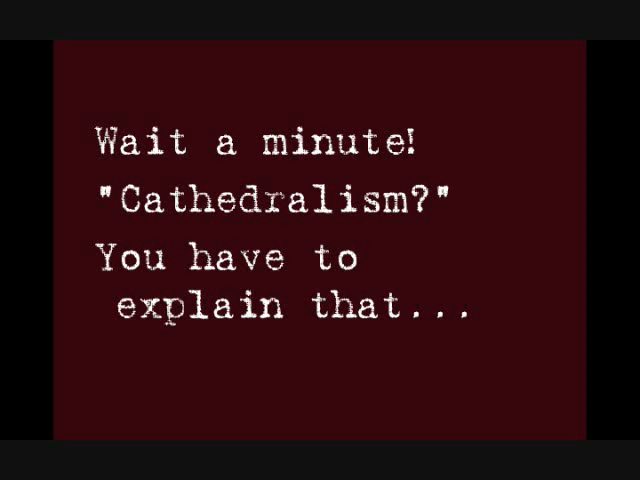 Wait a minute!
"Cathedralism?"
You have to
explain that...